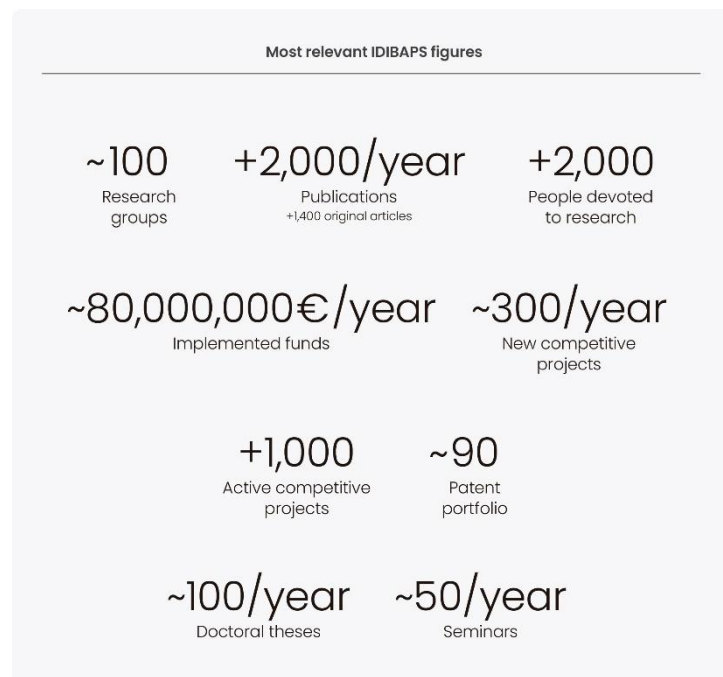 Most relevant IDIBAPS figures
~100
Research
groups
+2,000/year
Publications
+1,400 original articles
+2,000
People devoted
to research
~80,000,000€/year
Implemented funds
~300/year
New competitive
projects
+1,000
Active competitive
projects
~90
Patent
portfolio
~100/year
Doctoral theses
~50/year
Seminars